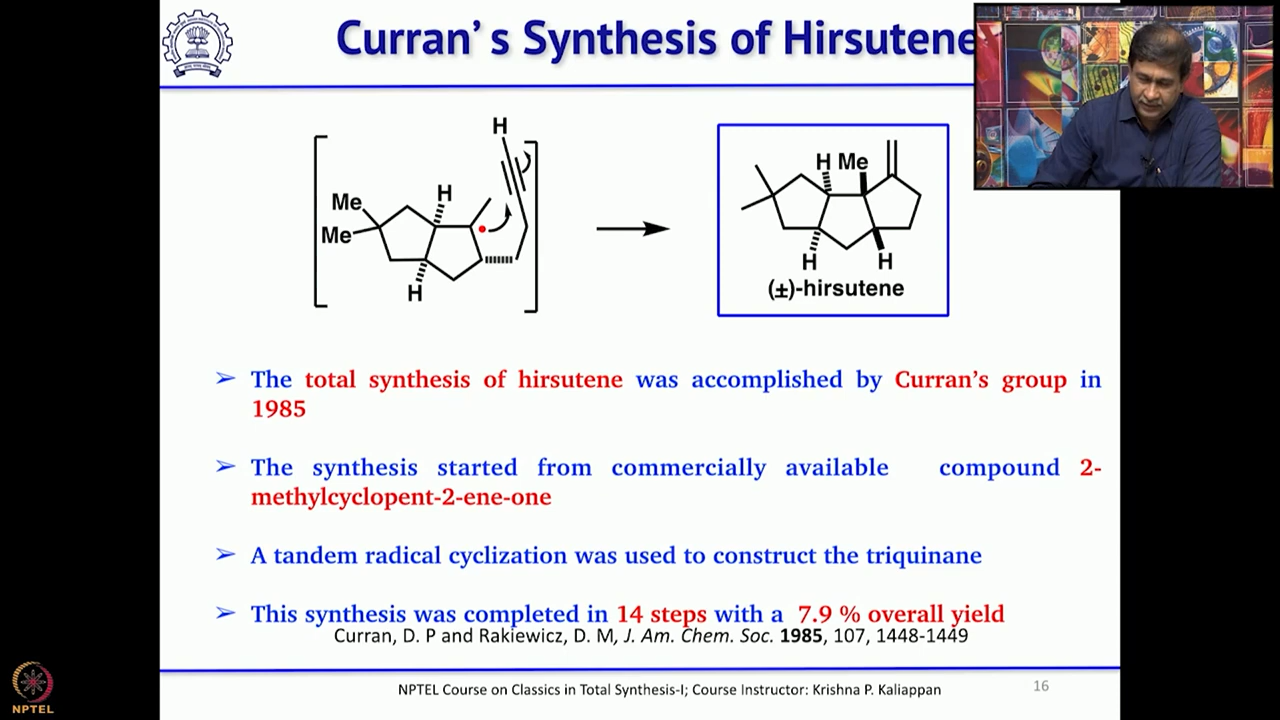 Curran's Synthesis of Hirsutene
H
Me
Me
H
H
H Me
H
H
(±)-hirsutene
➢ The total synthesis of hirsutene was accomplished by Curran's group in
1985
➢ The synthesis started from commercially available compound 2-
methylcyclopent-2-ene-one
➢ A tandem radical cyclization was used to construct the triquinane
➢ This synthesis was completed in 14 steps with a 7.9 % overall yield
Curran, D. P and Rakiewicz, D. M, J. Am. Chem. Soc. 1985, 107, 1448-1449
NPTEL Course on Classics in Total Synthesis-I; Course Instructor: Krishna P. Kaliappan
16
NPTEL